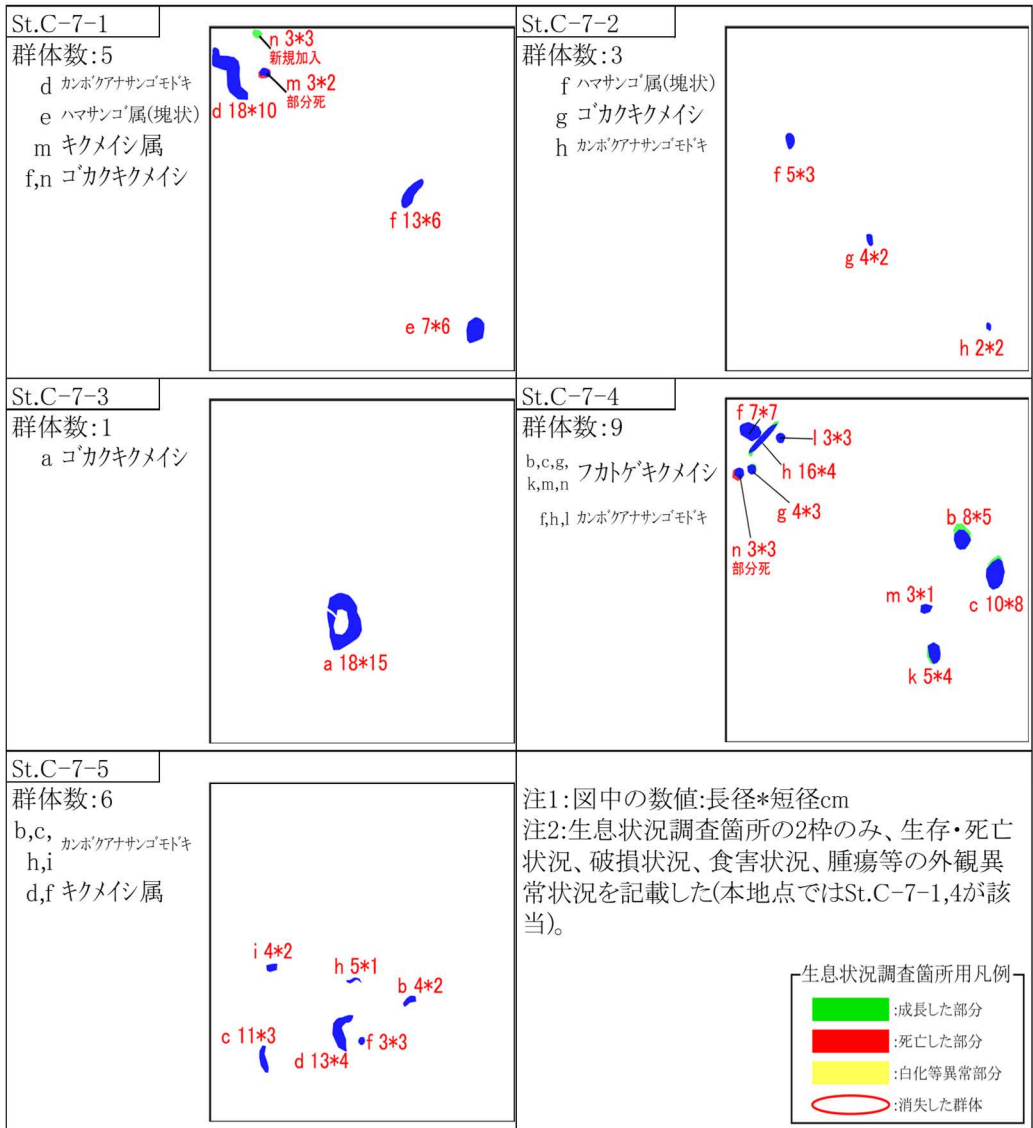 St.C-7-1
群体数:5
d カンボクアナサンゴモドキ
e ハマサンゴ属(塊状)
m キクメイシ属
f,n ゴカクキクメイシ
n 3*3
新規加入
m 3*2
部分死
d 18*10
f 13*6
e 7*6
St.C-7-2
群体数:3
f ハマサンゴ属(塊状)
g ゴカクキクメイシ
h カンボクアナサンゴモドキ
f 5*3
g 4*2
h 2*2
St.C-7-3
群体数:1
a ゴカクキクメイシ
a 18*15
St.C-7-4
群体数:9
b,c,g,
k,m,n フカトゲキクメイシ
f,h,l カンボクアナサンゴモドキ
f 7*7
l 3*3
h 16*4
g 4*3
n 3*3
部分死
b 8*5
c 10*8
m 3*1
k 5*4
St.C-7-5
群体数:6
b,c,
h,i カンボクアナサンゴモドキ
d,f キクメイシ属
i 4*2
h 5*1
b 4*2
c 11*3
d 13*4
f 3*3
注1:図中の数値:長径*短径cm
注2:生息状況調査箇所の2枠のみ、生存・死亡
状況、破損状況、食害状況、腫瘍等の外観異
常状況を記載した(本地点ではSt.C-7-1,4が該
当)。
生息状況調査箇所用凡例
:成長した部分
:死亡した部分
:白化等異常部分
:消失した群体